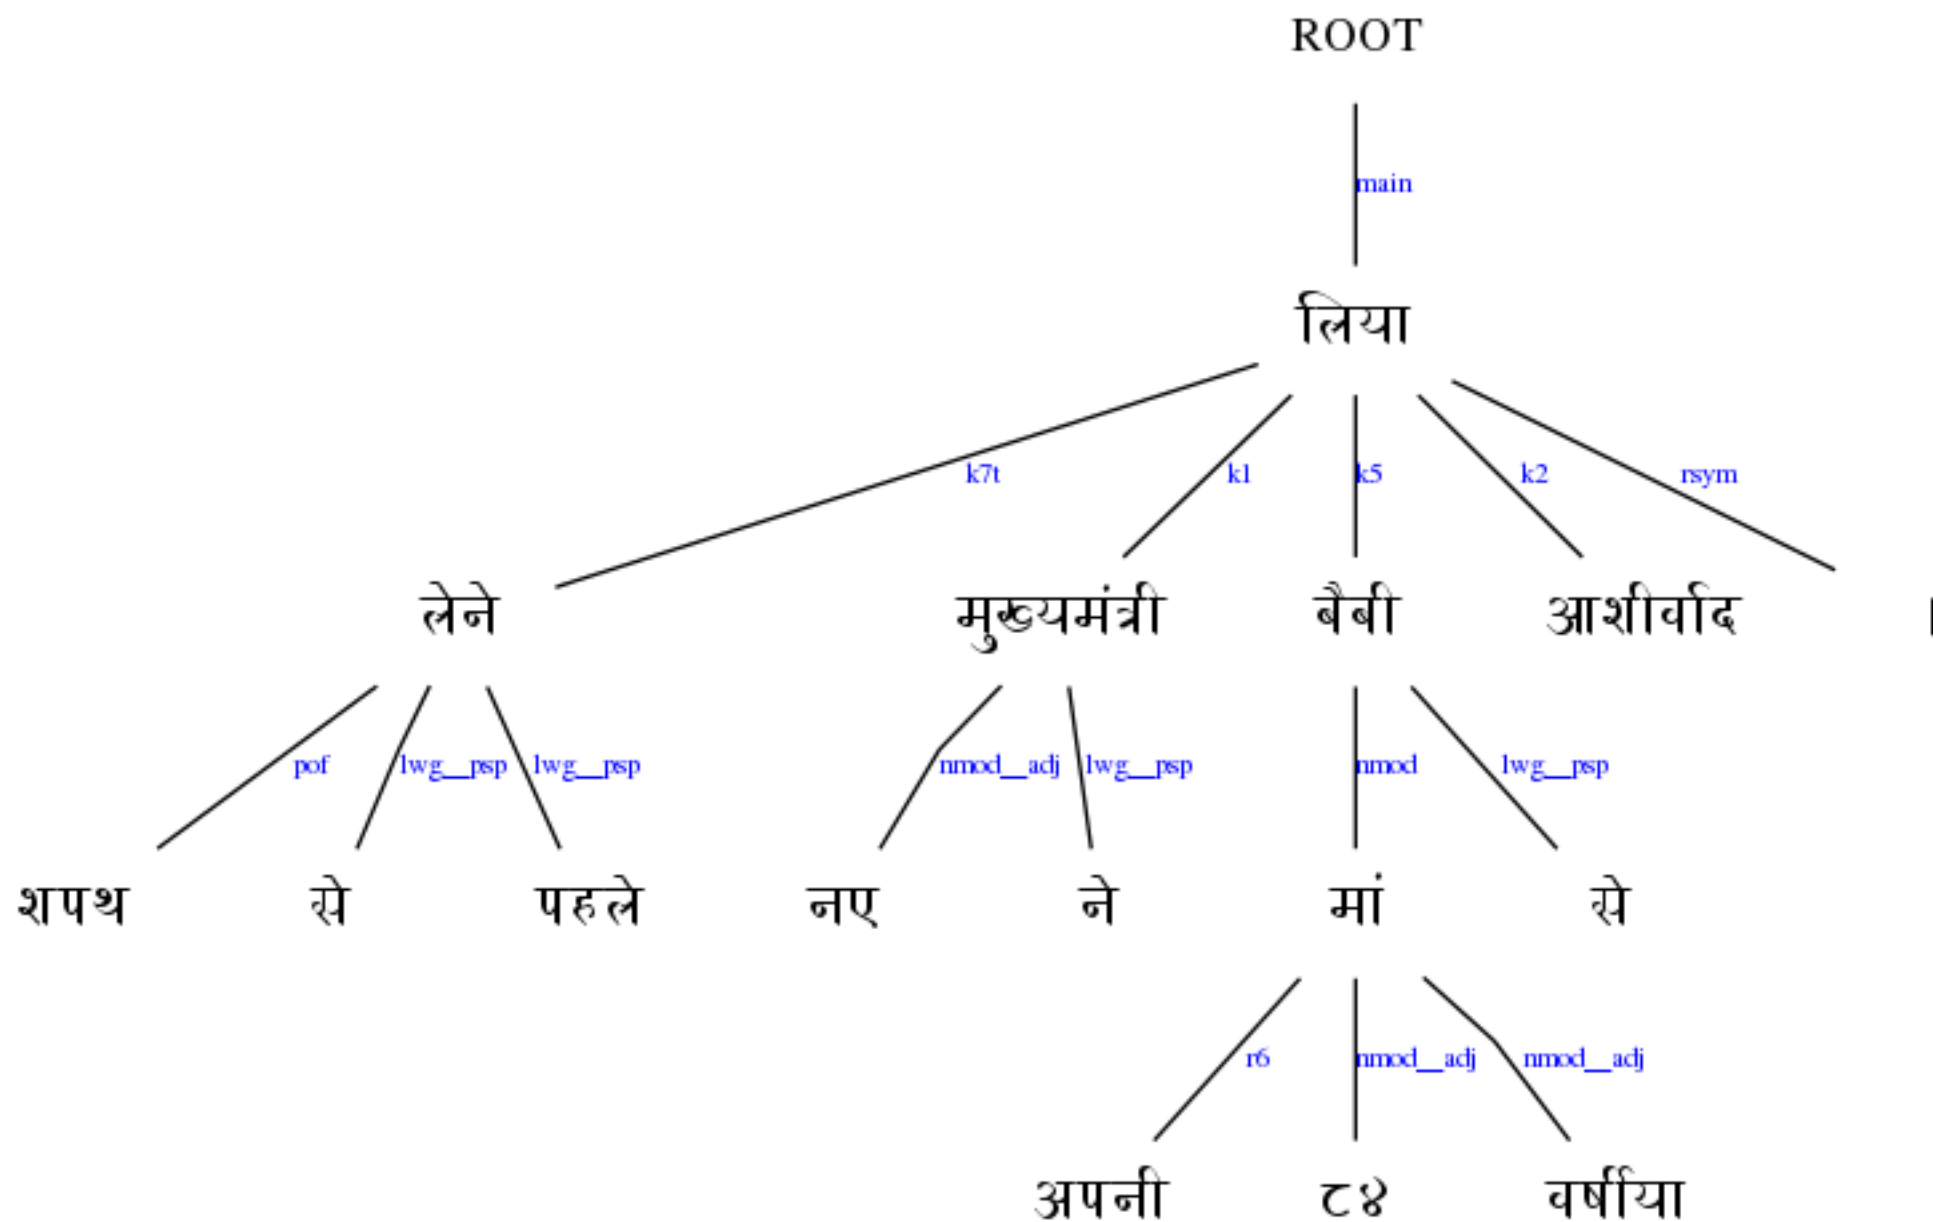 ROOT
main
लिया
k7t k1 k5 k2 rsym
लेने मुख्यमंत्री बैबी आशीर्वाद ।
pof lwg__psp lwg__psp nmod__adj lwg__psp nmod lwg__psp
शपथ से पहले नए ने मां से
r6 nmod__adj nmod__adj
अपनी ८४ वर्षीया